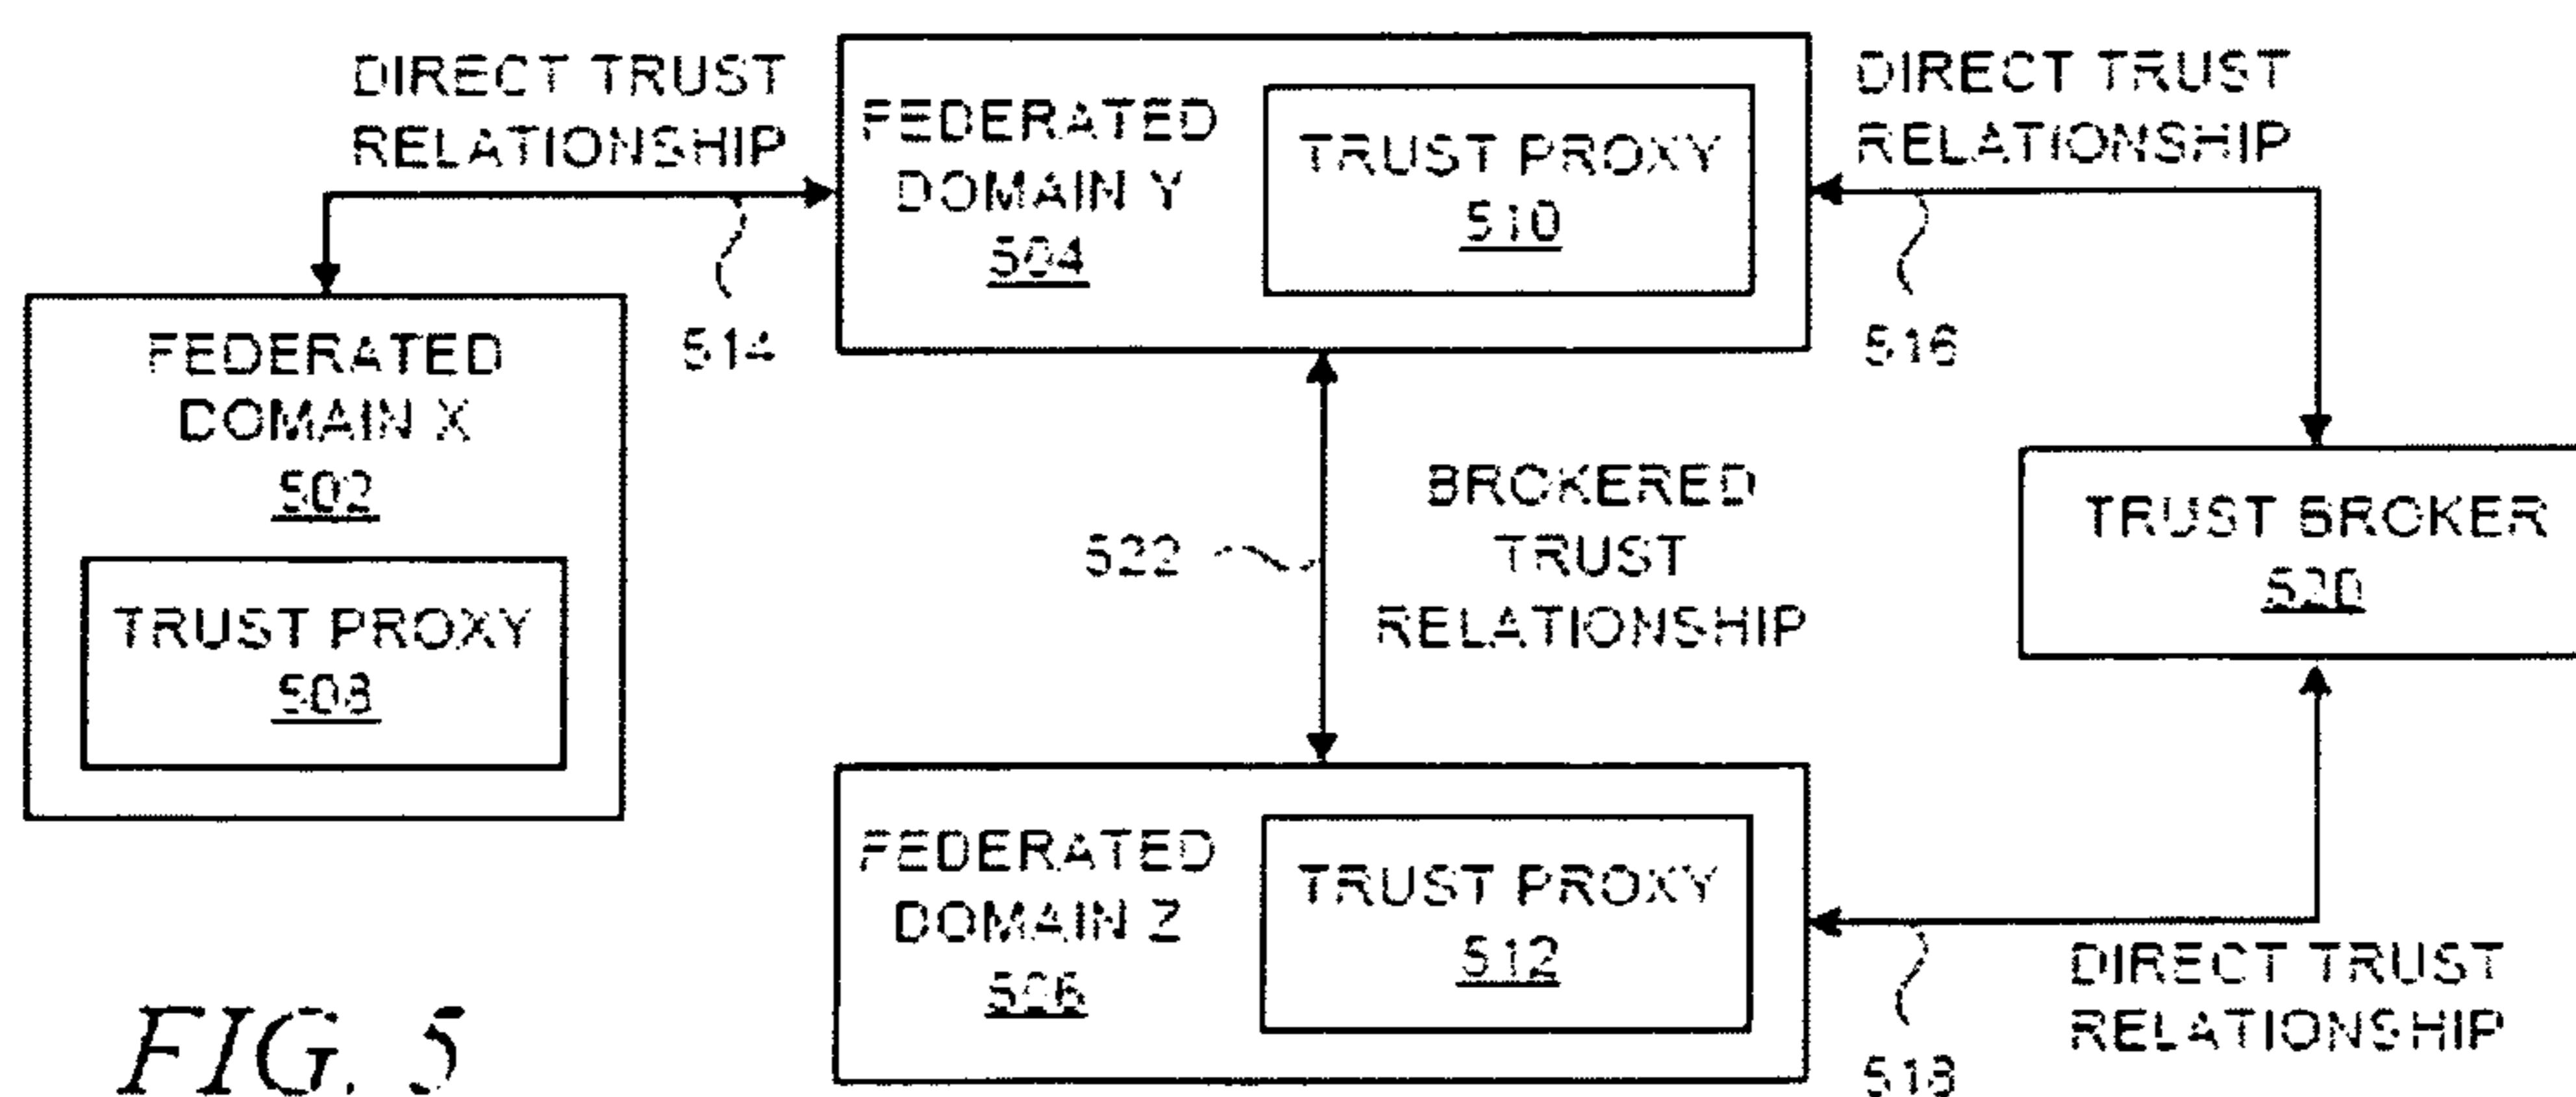 DIRECT TRUST
RELATIONSHIP
514
FEDERATED
DOMAIN Y
504
TRUST PROXY
510
DIRECT TRUST
RELATIONSHIP
516
FEDERATED
DOMAIN X
502
TRUST PROXY
508
522
BROKERED
TRUST
RELATIONSHIP
TRUST BROKER
520
FEDERATED
DOMAIN Z
506
TRUST PROXY
512
518
DIRECT TRUST
RELATIONSHIP
FIG. 5